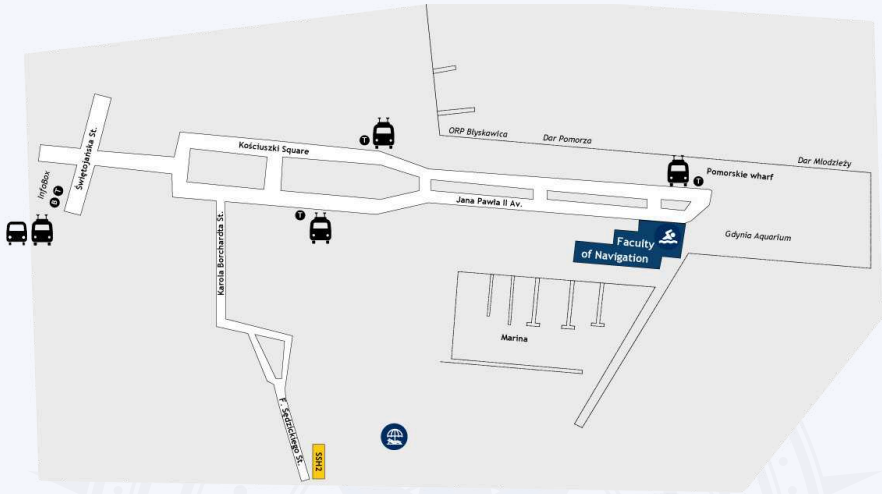 ORP Błyskawica
Dar Pomorza
Dar Mlodzieży
Pomorskie wharf
T
Kościuszki Square
T
Świętojańska St.
InfoBox
B T
Jana Pawła II Av.
T
Karola Borchardta St.
Faculty
of Navigation
Gdynia Aquarium
Marina
F. Sędzickiego St.
SSH2